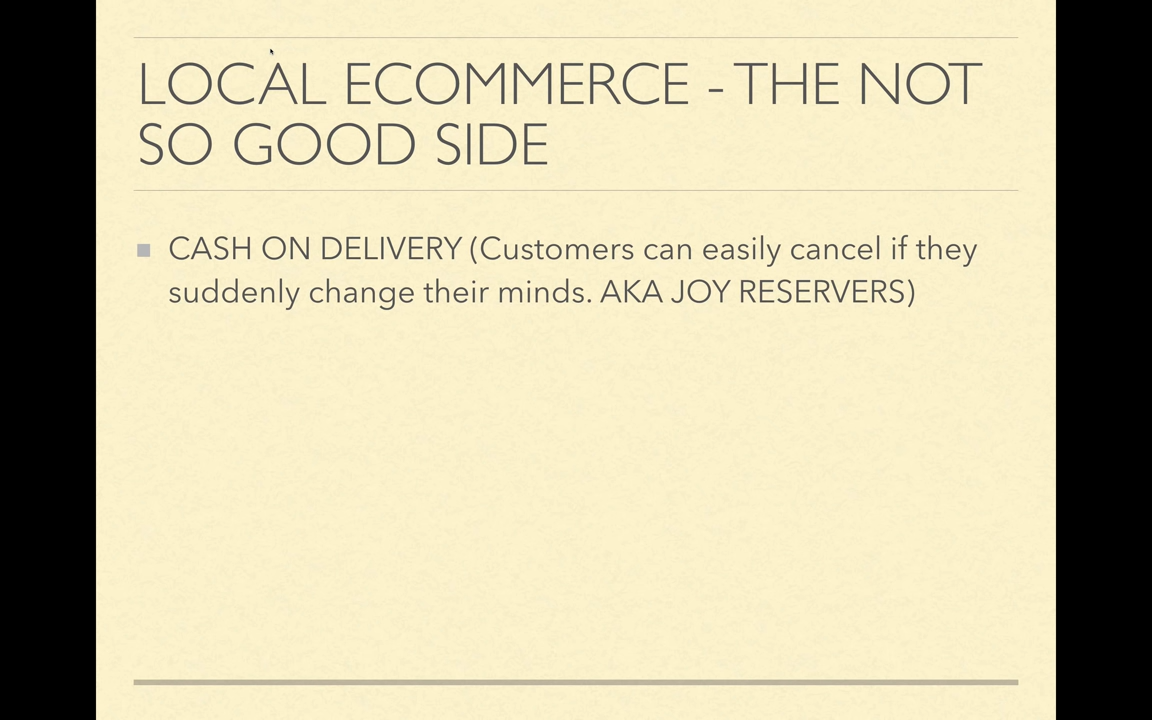 LOCAL ECOMMERCE - THE NOT
SO GOOD SIDE
CASH ON DELIVERY (Customers can easily cancel if they
suddenly change their minds. AKA JOY RESERVERS)